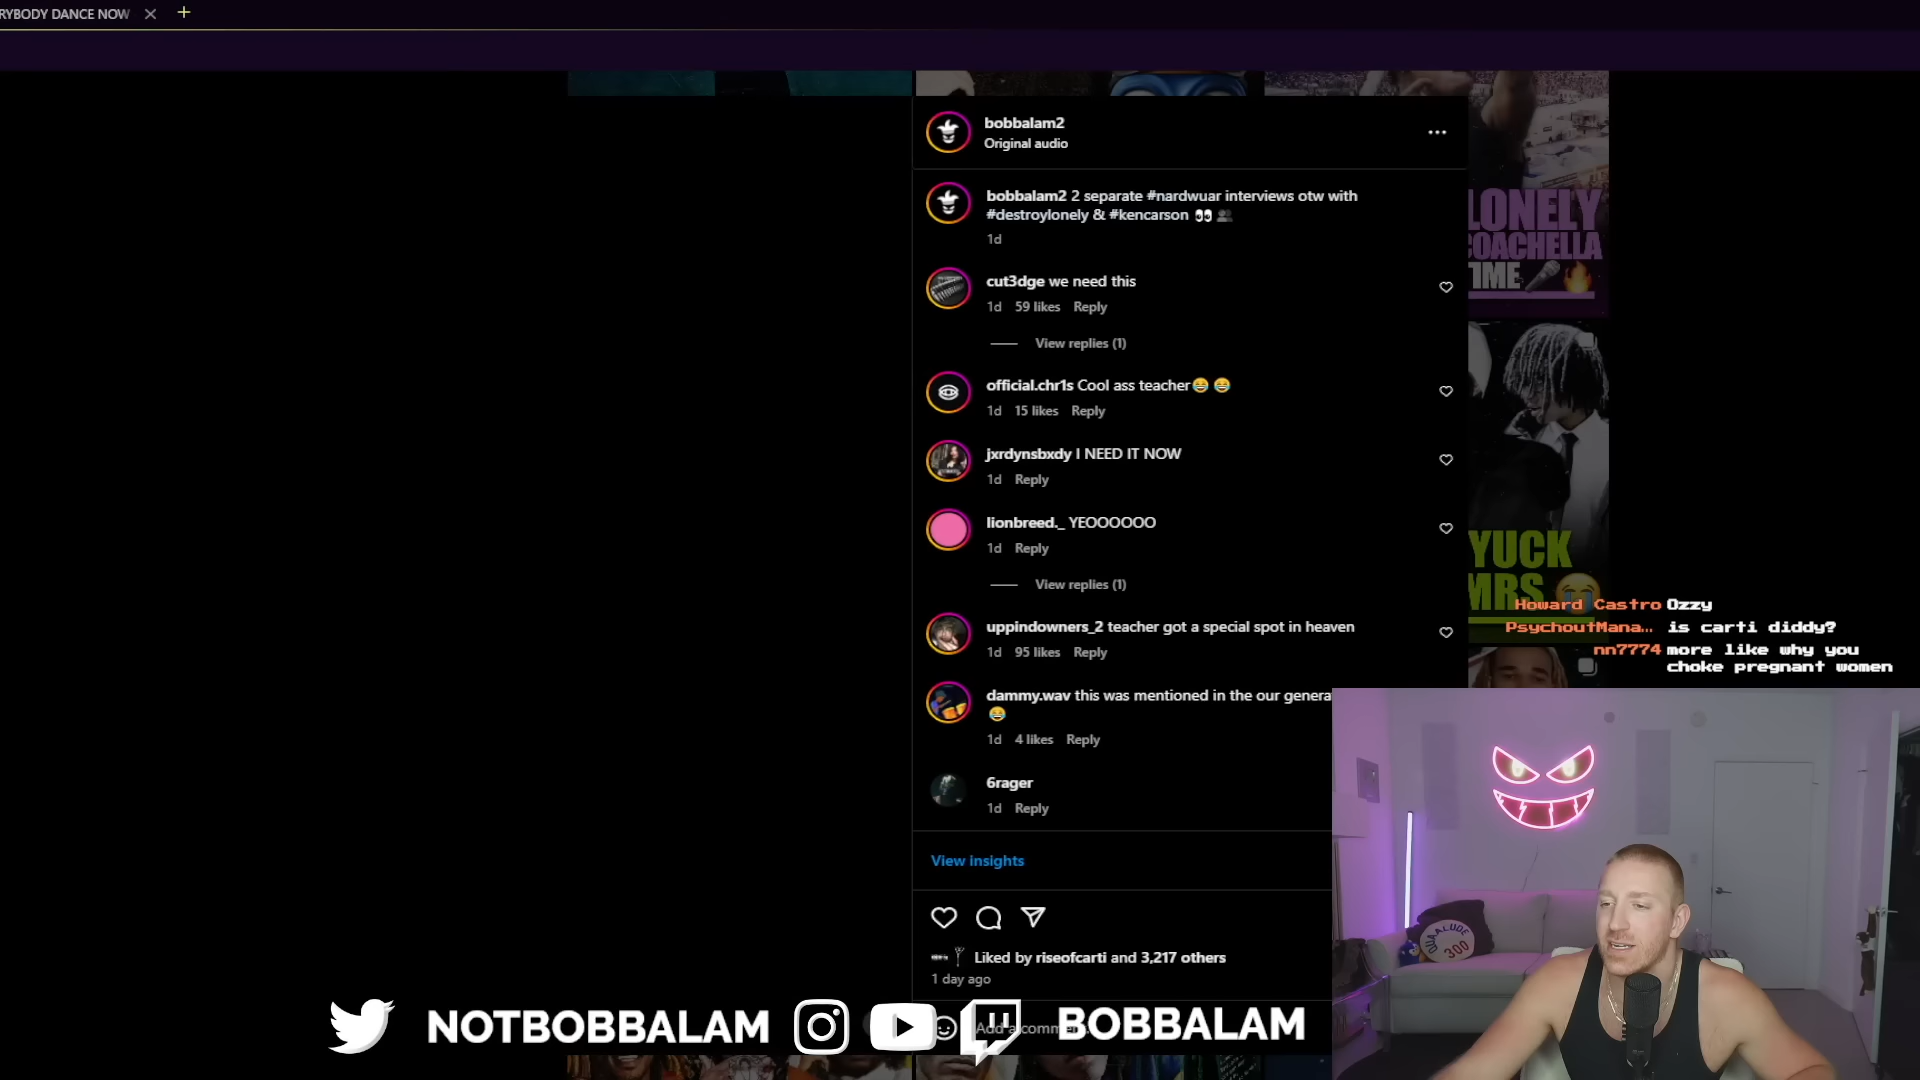 RYBODY DANCE NOW
bobbalam2
Original audio
bobbalam2 2 separate #nardwuar interviews otw with
#destroylonely & #kencarson 👀 👥
1d
cut3dge we need this
1d 59 likes Reply
View replies (1)
official.chr1s Cool ass teacher😂 😂
1d 15 likes Reply
jxrdynsbxdy I NEED IT NOW
1d Reply
lionbreed._ YEOOOOOO
1d Reply
View replies (1)
uppindowners_2 teacher got a special spot in heaven
1d 95 likes Reply
dammy.wav this was mentioned in the our genera
😂
1d 4 likes Reply
6rager
1d Reply
View insights
Liked by riseofcarti and 3,217 others
1 day ago
Add a comment
LONELY
COACHELLA
TIME 🎤🔥
YUCK
MRS 😭
Howard Castro Ozzy
PsychoutMana... is carti diddy?
nn7774 more like why you
choke pregnant women
QUAALUDE
300
NOTBOBBALAM
BOBBALAM